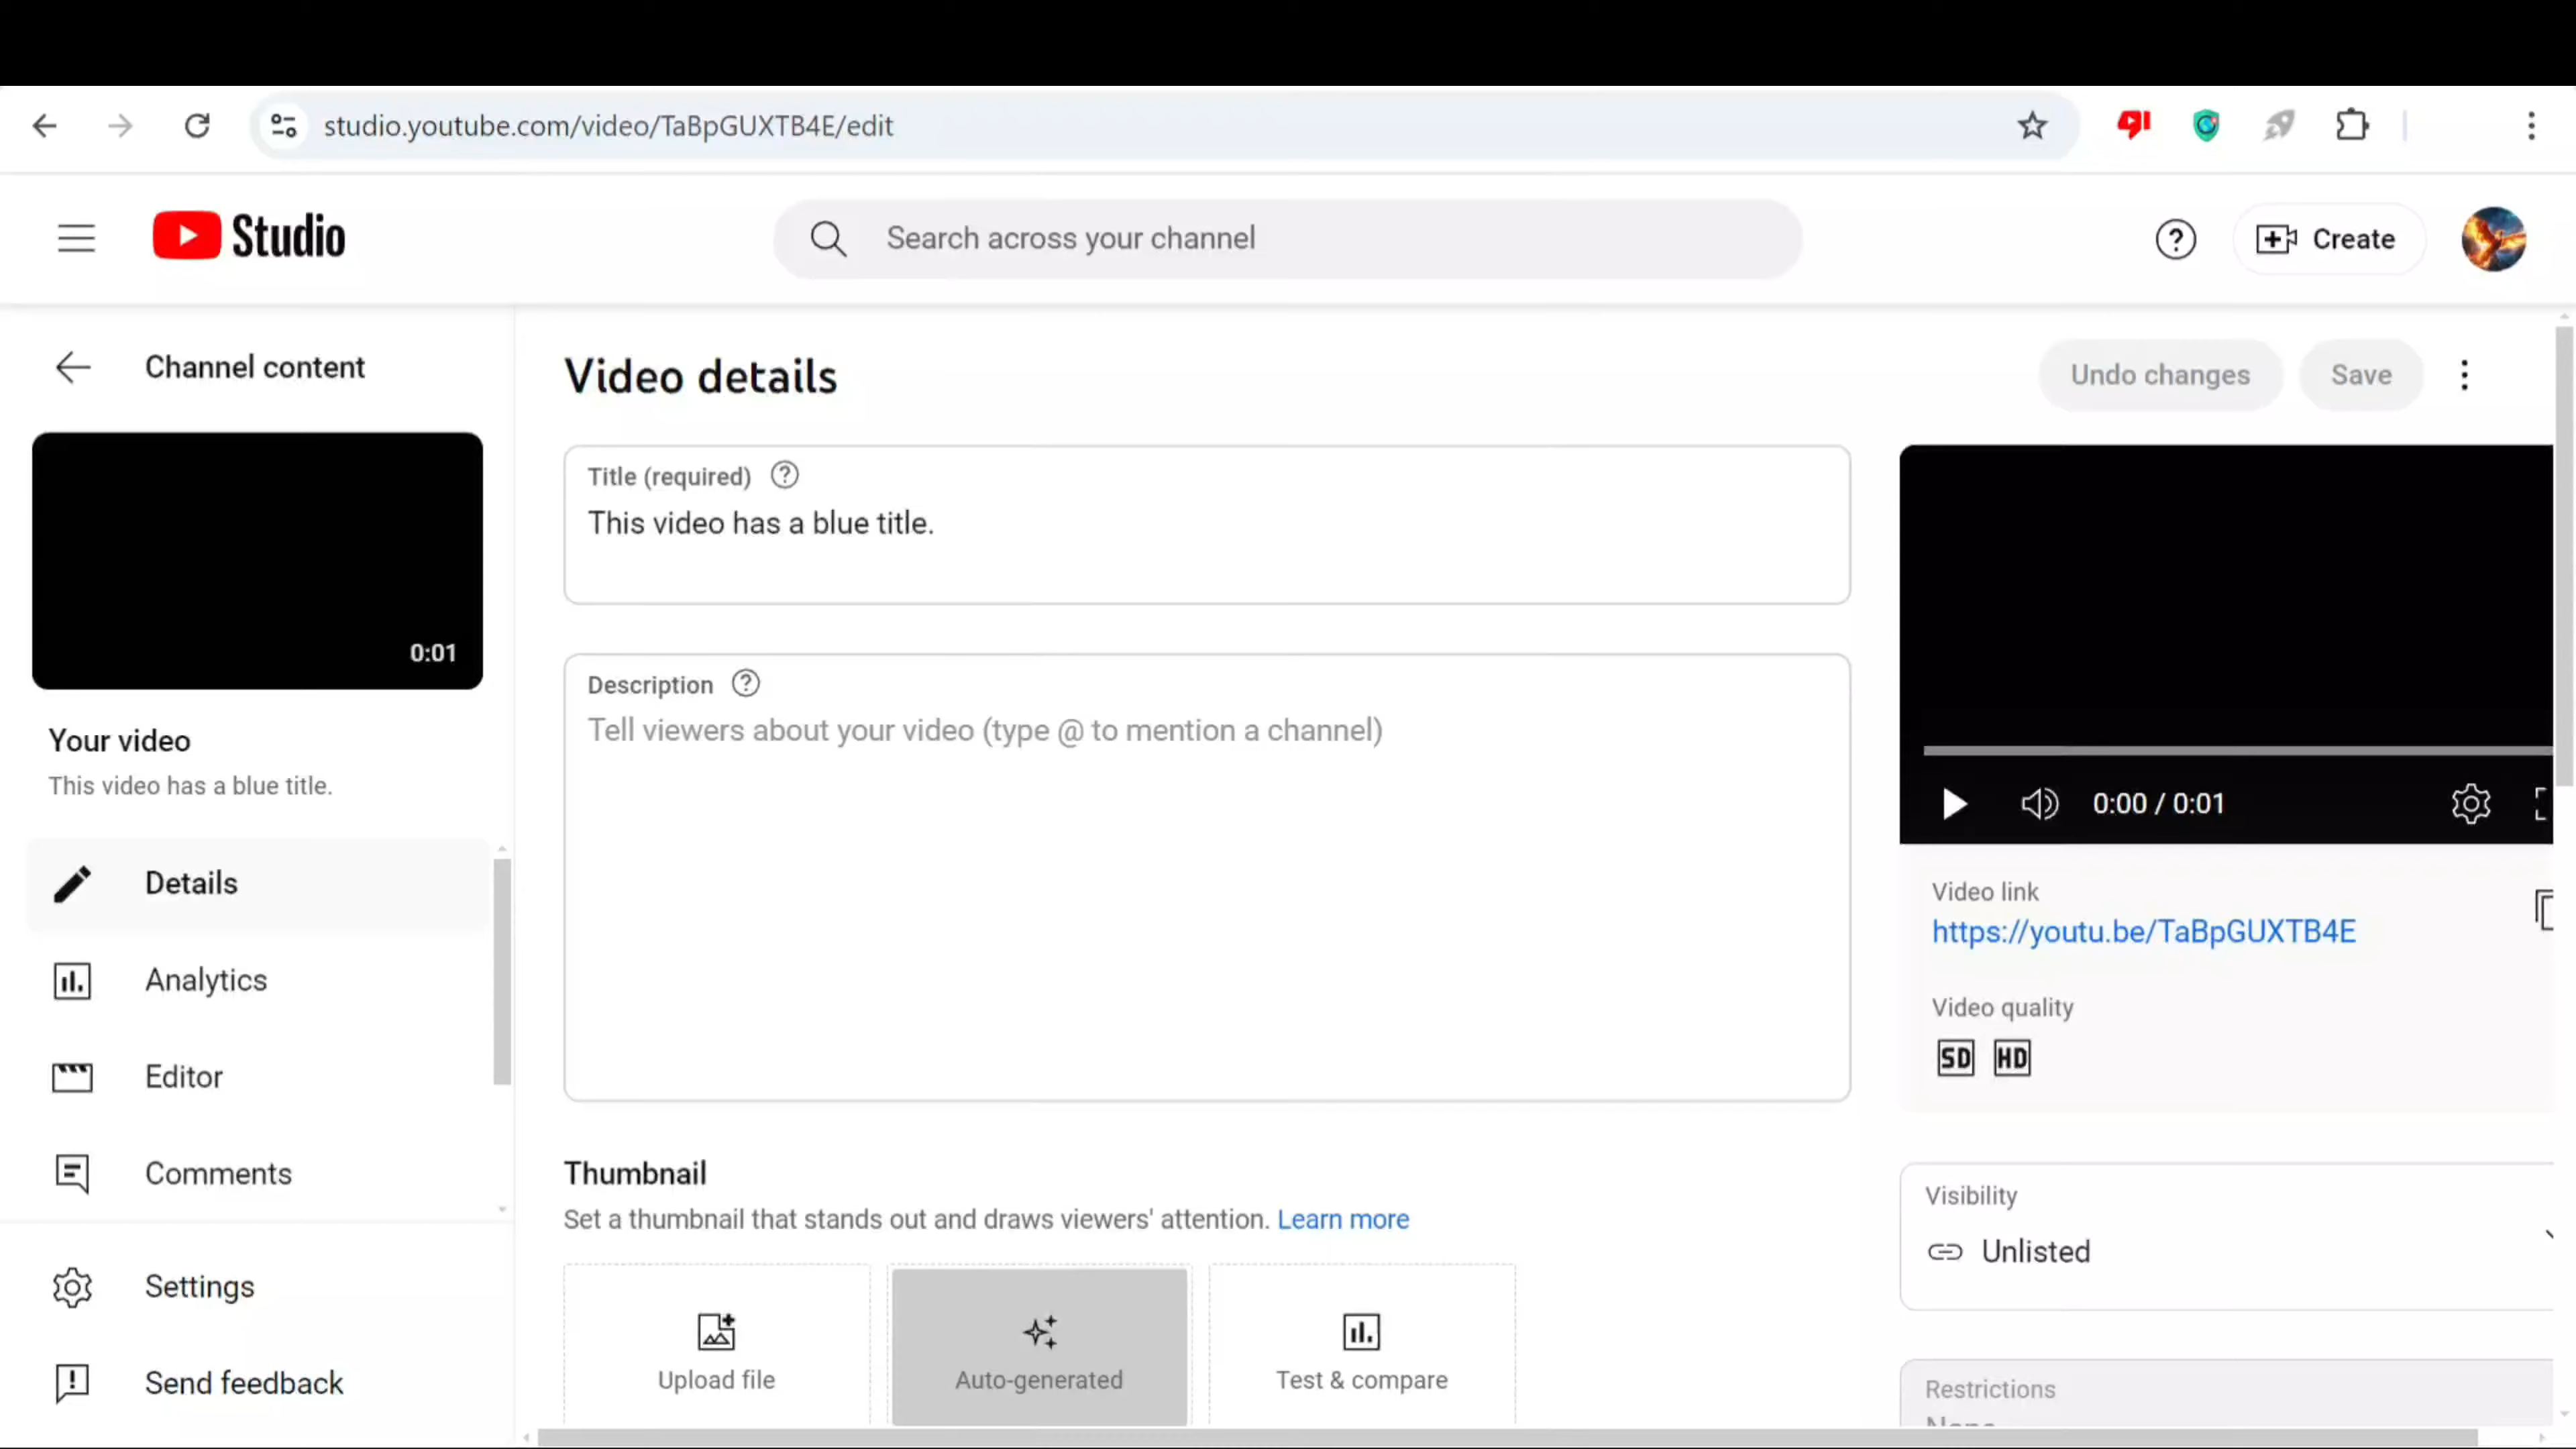 studio.youtube.com/video/TaBpGUXTB4E/edit
Studio
Search across your channel
Create
Channel content
0:01
Your video
This video has a blue title.
Details
Analytics
Editor
Comments
Settings
Send feedback
Video details
Undo changes
Save
Title (required)
This video has a blue title.
Description
Tell viewers about your video (type @ to mention a channel)
Thumbnail
Set a thumbnail that stands out and draws viewers' attention. Learn more
Upload file
Auto-generated
Test & compare
0:00 / 0:01
Video link
https://youtu.be/TaBpGUXTB4E
Video quality
SD HD
Visibility
Unlisted
Restrictions